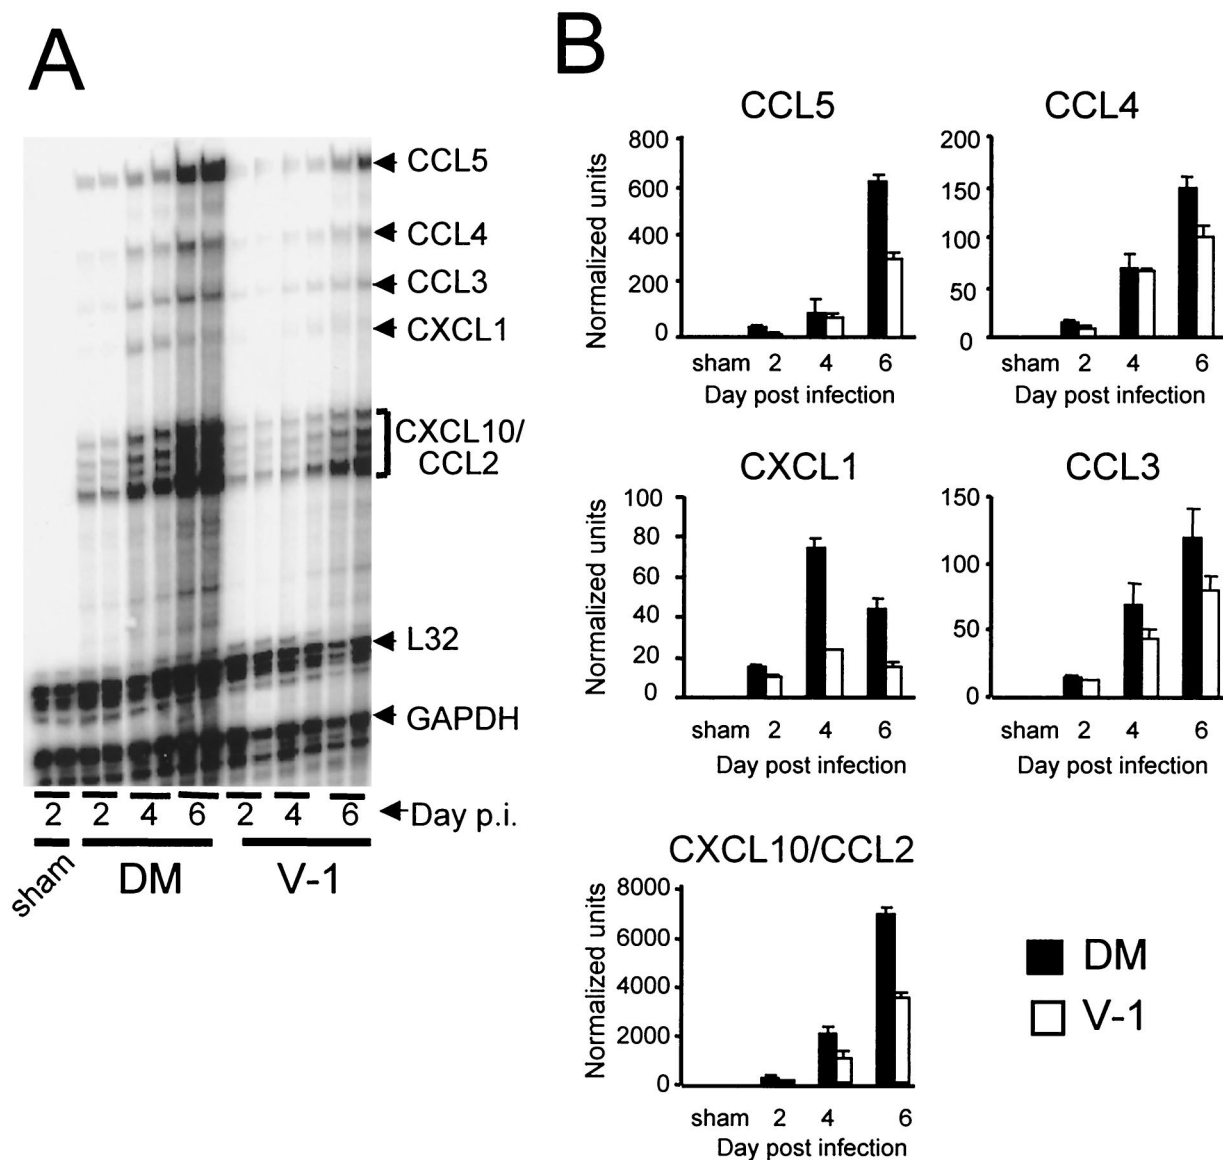 A
CCL5
CCL4
CCL3
CXCL1
CXCL10/
CCL2
L32
GAPDH
2 2 4 6 2 4 6 Day p.i.
sham DM V-1
B
CCL5
Normalized units
800
600
400
200
0
sham 2 4 6
Day post infection
CCL4
200
150
100
50
0
sham 2 4 6
Day post infection
CXCL1
Normalized units
100
80
60
40
20
0
sham 2 4 6
Day post infection
CCL3
150
100
50
0
sham 2 4 6
Day post infection
CXCL10/CCL2
Normalized units
8000
6000
4000
2000
0
sham 2 4 6
Day post infection
DM
V-1